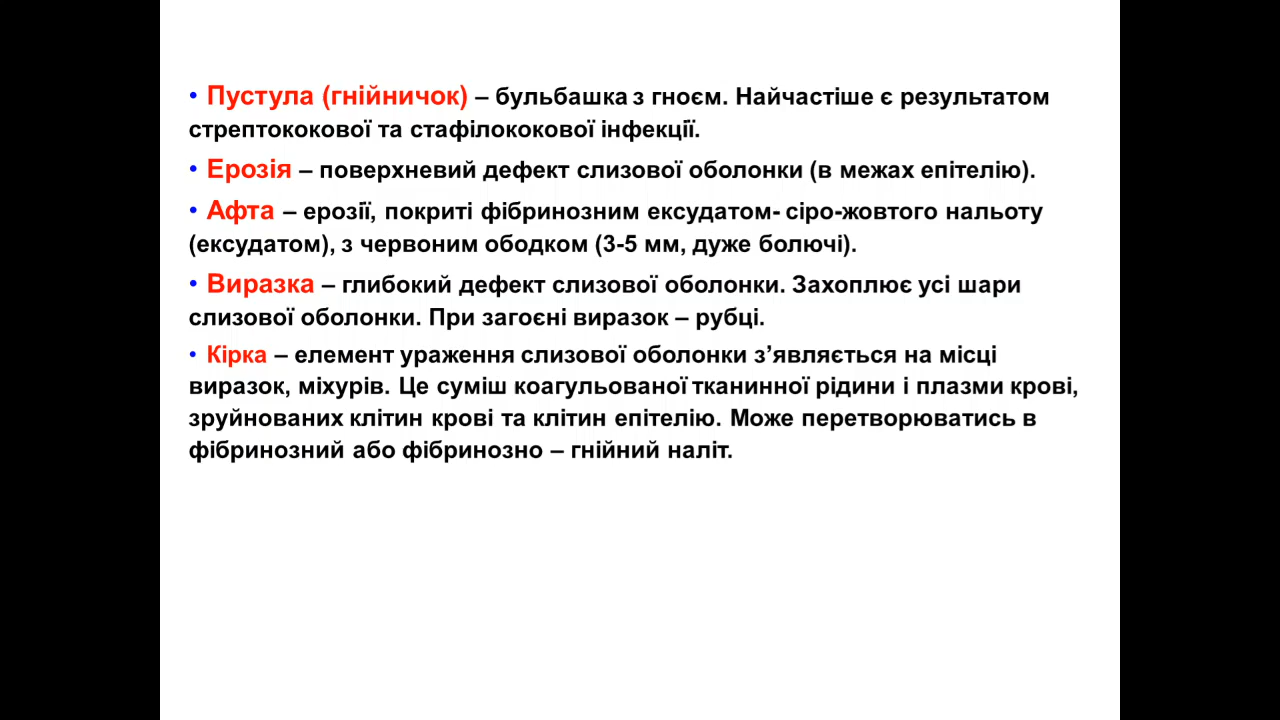 • Пустула (гнійничок) – бульбашка з гноєм. Найчастіше є результатом
стрептококової та стафілококової інфекції.
• Ерозія – поверхневий дефект слизової оболонки (в межах епітелію).
• Афта – ерозії, покриті фібринозним ексудатом- сіро-жовтого нальоту
(ексудатом), з червоним ободком (3-5 мм, дуже болючі).
• Виразка – глибокий дефект слизової оболонки. Захоплює усі шари
слизової оболонки. При загоєні виразок – рубці.
• Кірка – елемент ураження слизової оболонки з’являється на місці
виразок, міхурів. Це суміш коагульованої тканинної рідини і плазми крові,
зруйнованих клітин крові та клітин епітелію. Може перетворюватись в
фібринозний або фібринозно – гнійний наліт.